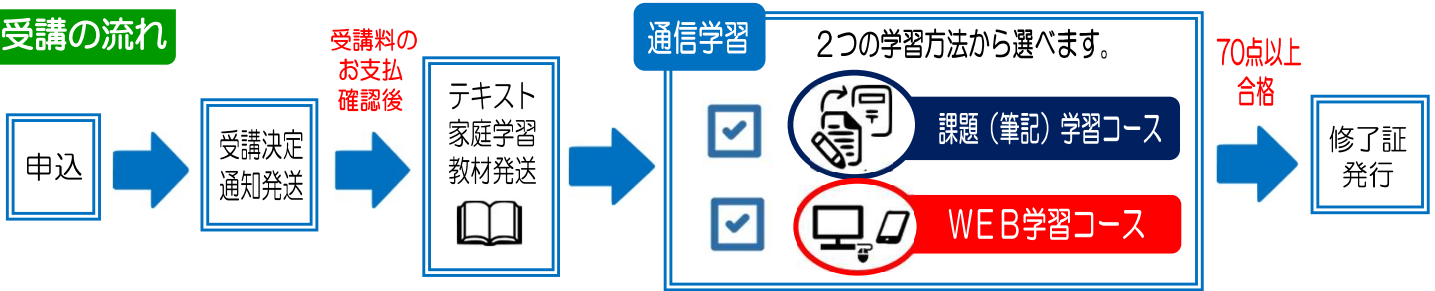 受講の流れ
申込
受講決定
通知発送
受講料の
お支払
確認後
テキスト
家庭学習
教材発送
通信学習
２つの学習方法から選べます。
課題（筆記）学習コース
ＷＥＢ学習コース
70点以上
合格
修了証
発行